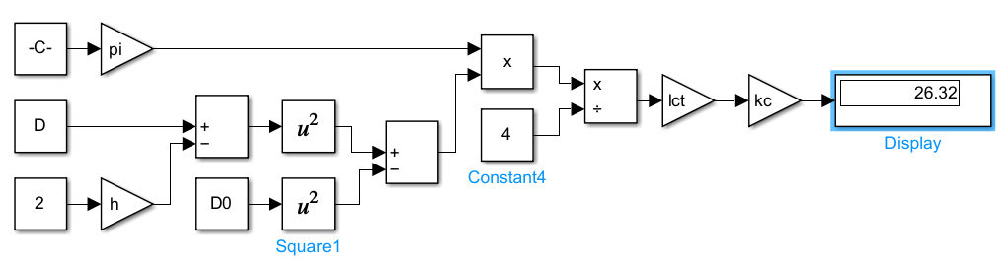 -C-
pi
x
x
÷
lct
kc
26.32
Display
D
+
−
u²
+
−
4
Constant4
2
h
D0
u²
Square1